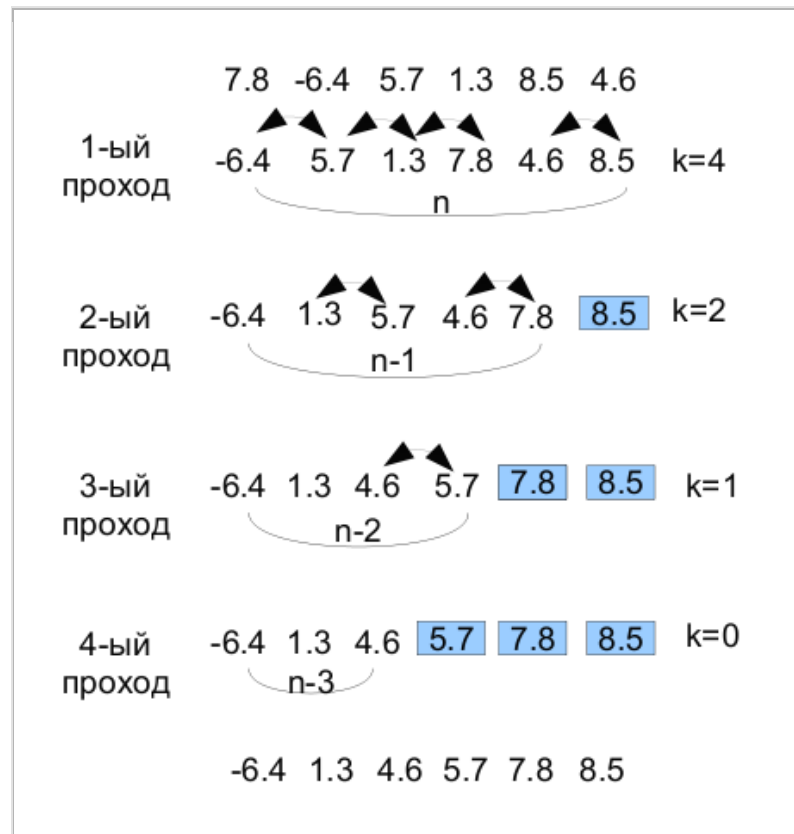 7.8 -6.4 5.7 1.3 8.5 4.6
1-ый
проход
-6.4 5.7 1.3 7.8 4.6 8.5 k=4
n
2-ый
проход
-6.4 1.3 5.7 4.6 7.8 8.5 k=2
n-1
3-ый
проход
-6.4 1.3 4.6 5.7 7.8 8.5 k=1
n-2
4-ый
проход
-6.4 1.3 4.6 5.7 7.8 8.5 k=0
n-3
-6.4 1.3 4.6 5.7 7.8 8.5